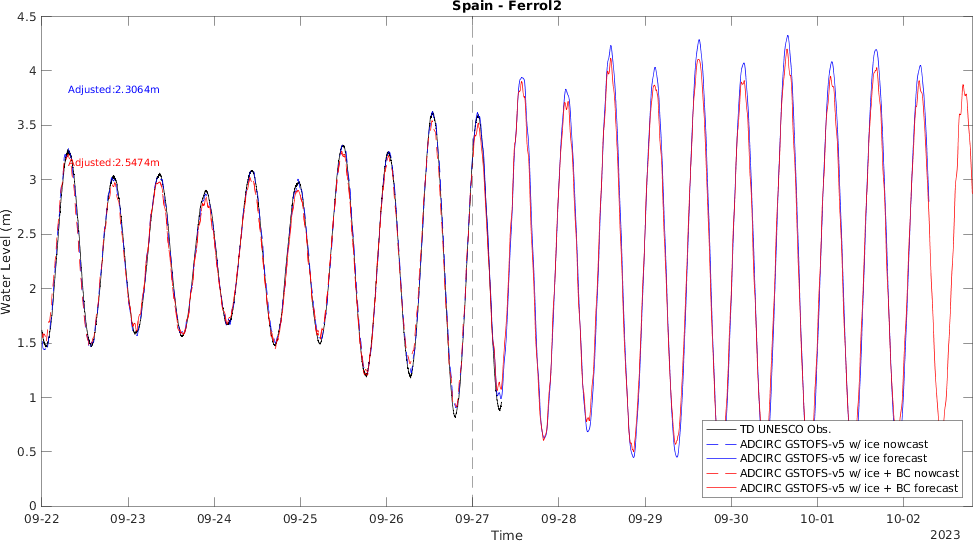 Spain - Ferrol2
4.5
4
3.5
3
2.5
2
1.5
1
0.5
0
Water Level (m)
Adjusted:2.3064m
Adjusted:2.5474m
TD UNESCO Obs.
ADCIRC GSTOFS-v5 w/ ice nowcast
ADCIRC GSTOFS-v5 w/ ice forecast
ADCIRC GSTOFS-v5 w/ ice + BC nowcast
ADCIRC GSTOFS-v5 w/ ice + BC forecast
09-22 09-23 09-24 09-25 09-26 09-27 09-28 09-29 09-30 10-01 10-02
Time
2023